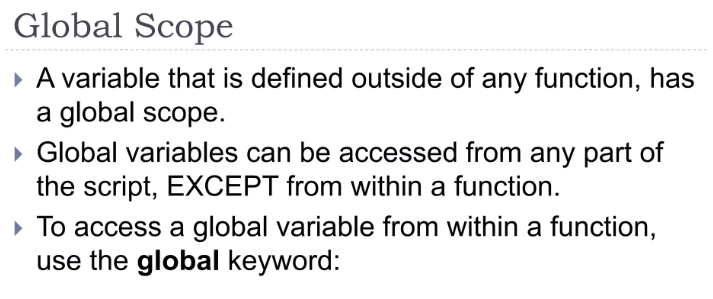 Global Scope
A variable that is defined outside of any function, has
a global scope.
Global variables can be accessed from any part of
the script, EXCEPT from within a function.
To access a global variable from within a function,
use the global keyword: